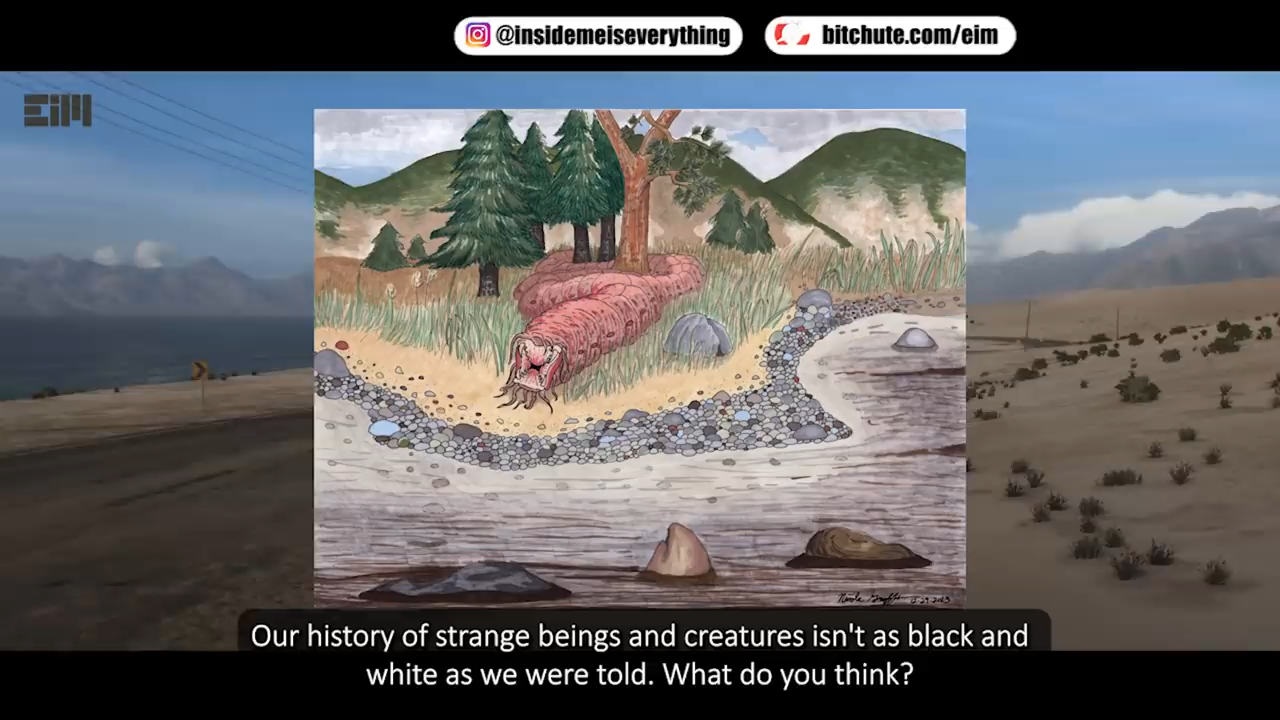 @insidemeiseverything
bitchute.com/eim
EiM
Our history of strange beings and creatures isn't as black and
white as we were told. What do you think?